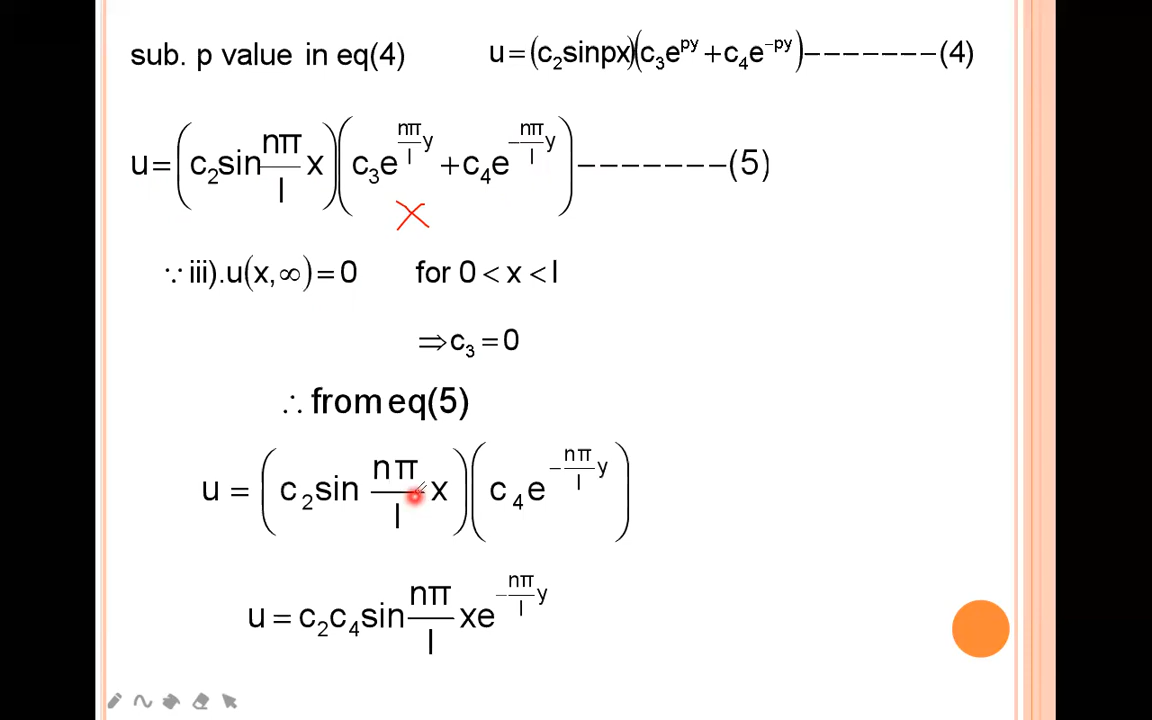 sub. p value in eq(4) u=(c₂sinpx)(c₃e^{py}+c₄e^{-py})-------(4)
u=(c₂sin nπ/l x)(c₃e^{nπ/l y}+c₄e^{-nπ/l y})-------(5)
∵ iii).u(x,∞)=0 for 0<x<l
⇒c₃=0
∴ from eq(5)
u = (c₂sin nπ/l x)(c₄e^{-nπ/l y})
u = c₂c₄sin nπ/l xe^{-nπ/l y}